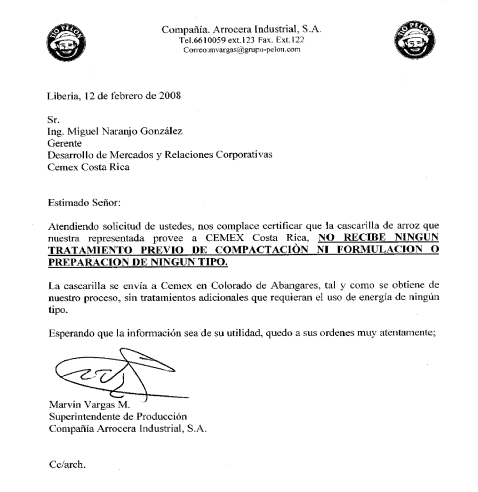 TIO PELON
TIO PELON
Compañía. Arrocera Industrial, S.A.
Tel.6610059 ext.123 Fax. Ext.122
Correo:mvargas@grupo-pelon.com
Liberia, 12 de febrero de 2008
Sr.
Ing. Miguel Naranjo González
Gerente
Desarrollo de Mercados y Relaciones Corporativas
Cemex Costa Rica
Estimado Señor:
Atendiendo solicitud de ustedes, nos complace certificar que la cascarilla de arroz que
nuestra representada provee a CEMEX Costa Rica, NO RECIBE NINGUN
TRATAMIENTO PREVIO DE COMPACTACIÒN NI FORMULACION O
PREPARACION DE NINGUN TIPO.
La cascarilla se envía a Cemex en Colorado de Abangares, tal y como se obtiene de
nuestro proceso, sin tratamientos adicionales que requieran el uso de energía de ningún
tipo.
Esperando que la información sea de su utilidad, quedo a sus ordenes muy atentamente;
Marvin Vargas M.
Superintendente de Producción
Compañía Arrocera Industrial, S.A.
Cc/arch.